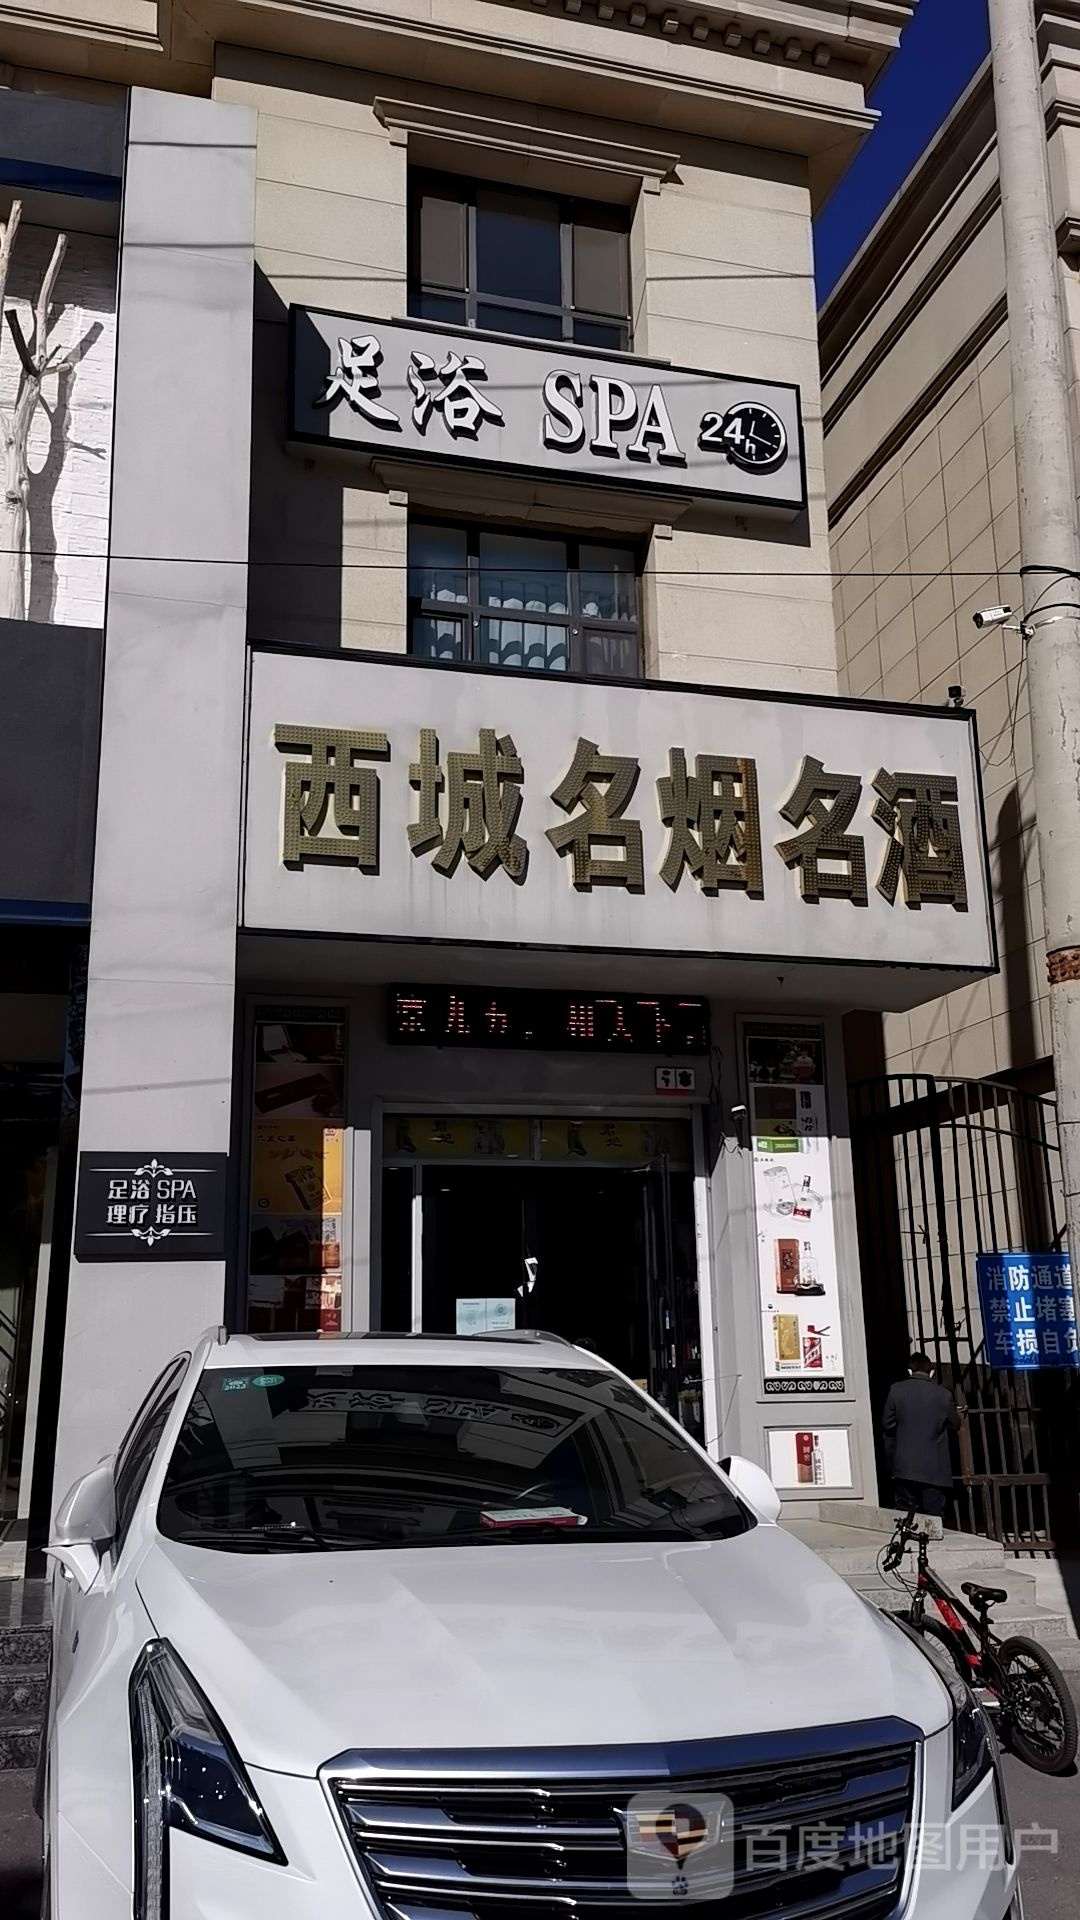 足浴 SPA 24h
西城名烟名酒
足浴 SPA
理疗 指压
消防通道
禁止堵塞
车损自负
百度地图用户